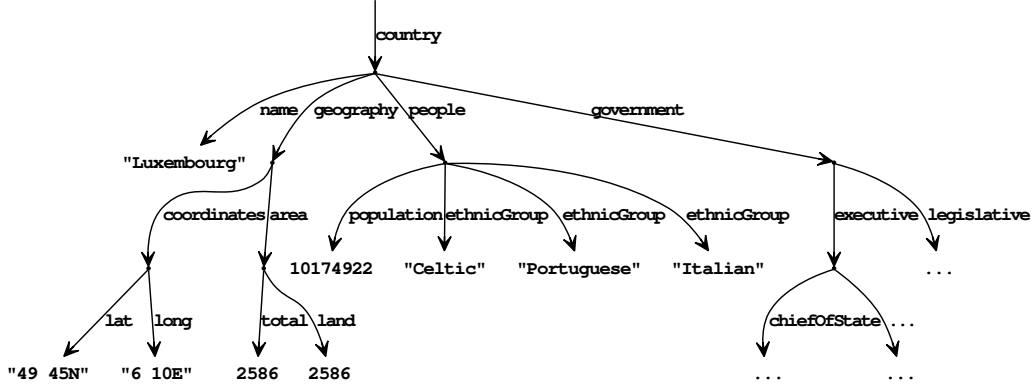 country
name geography people government
"Luxembourg"
coordinates area population ethnicGroup ethnicGroup ethnicGroup executive legislative
10174922 "Celtic" "Portuguese" "Italian" ...
lat long total land chiefOfState ...
"49 45N" "6 10E" 2586 2586 ... ...